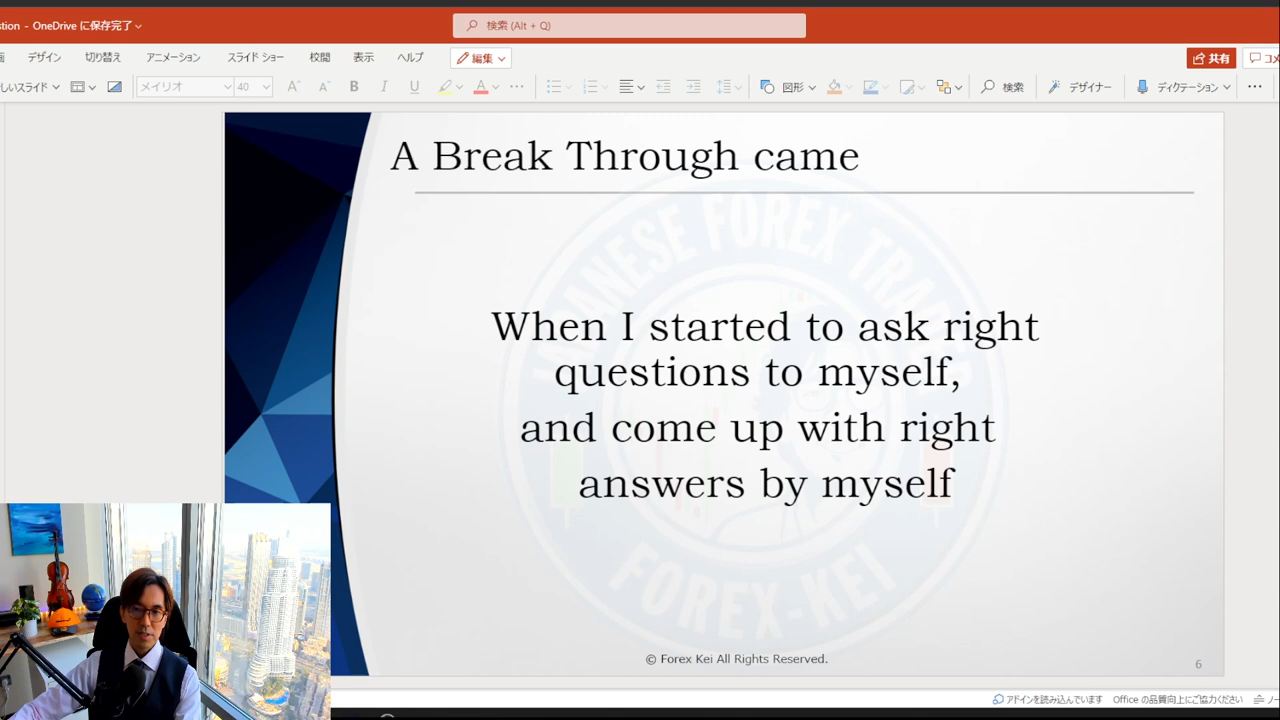 tion - OneDrive に保存完了
検索 (Alt + Q)
デザイン 切り替え アニメーション スライド ショー 校閲 表示 ヘルプ 編集 共有
メイリオ 40 B I U A 図形 検索 デザイナー ディクテーション
A Break Through came
JAPANESE FOREX TRADER
When I started to ask right
questions to myself,
and come up with right
answers by myself
FOREX-KEI
© Forex Kei All Rights Reserved.
6
アドインを読み込んでいます Office の品質向上にご協力ください